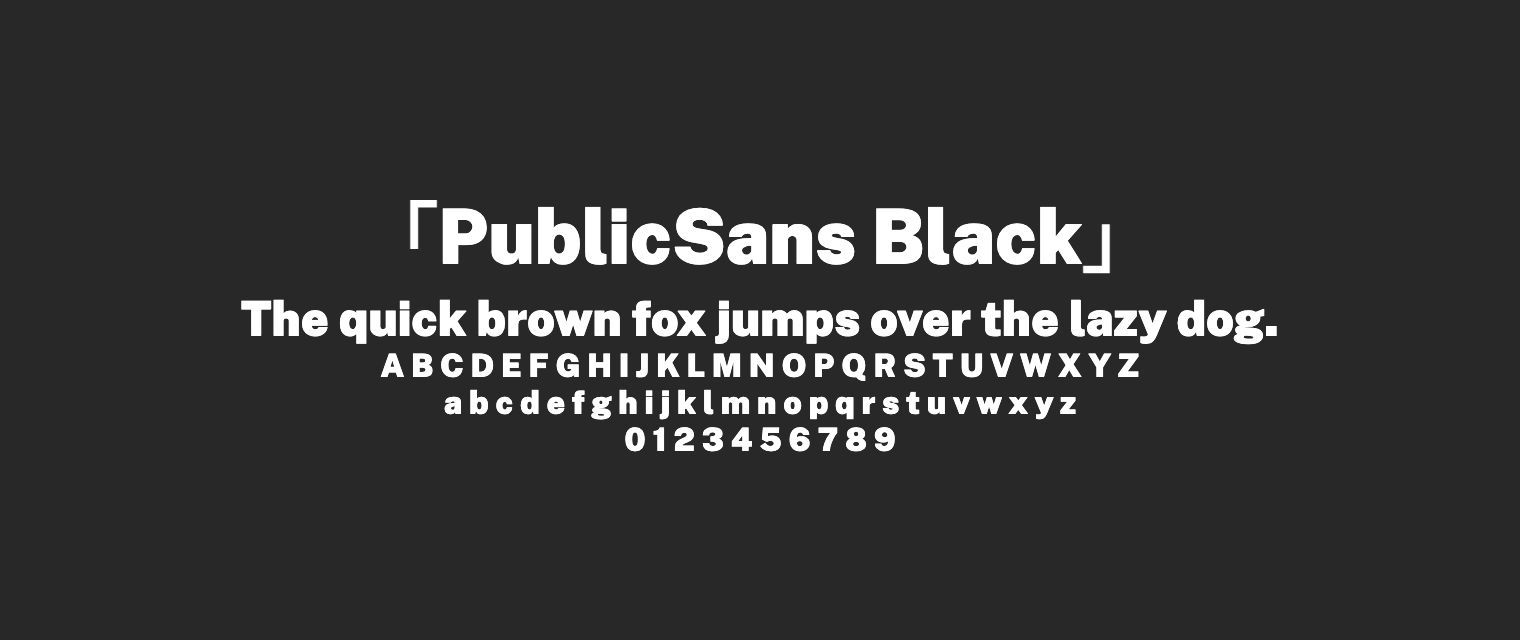 「PublicSans Black」
The quick brown fox jumps over the lazy dog.
A B C D E F G H I J K L M N O P Q R S T U V W X Y Z
a b c d e f g h i j k l m n o p q r s t u v w x y z
0 1 2 3 4 5 6 7 8 9